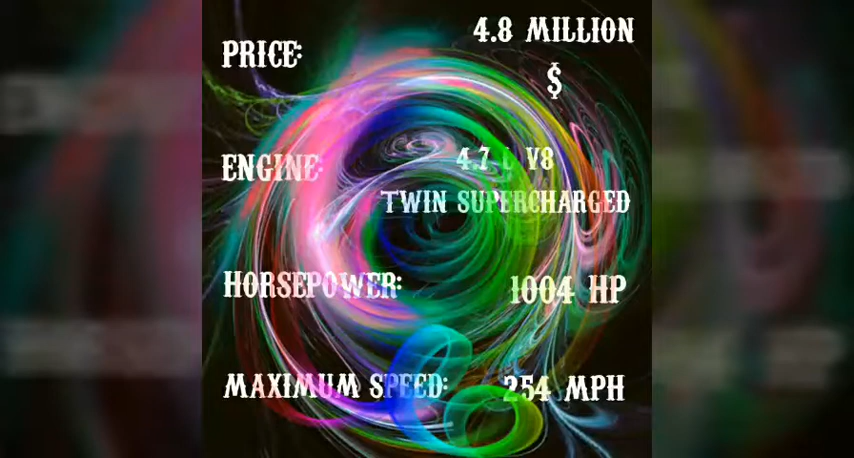 PRICE: 4.8 MILLION
$
ENGINE: 4.7 L V8
TWIN SUPERCHARGED
HORSEPOWER: 1004 HP
MAXIMUM SPEED: 254 MPH